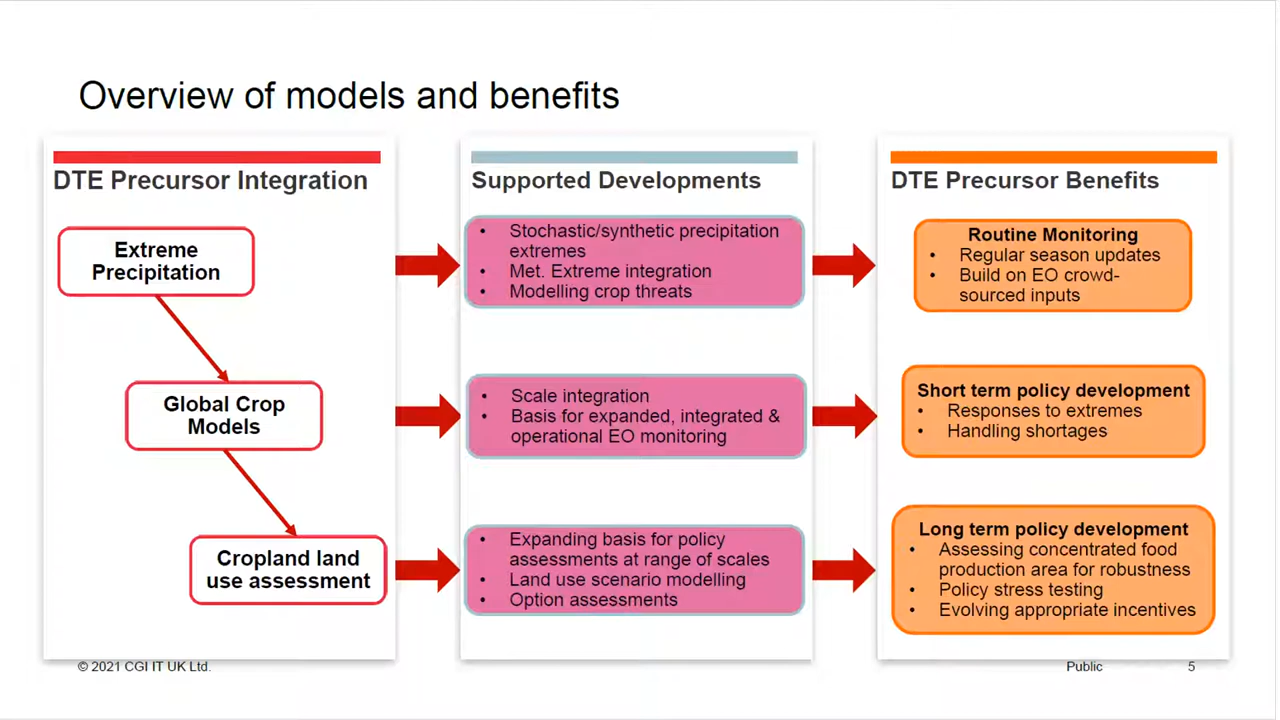 Overview of models and benefits
DTE Precursor Integration
Extreme
Precipitation
Global Crop
Models
Cropland land
use assessment
Supported Developments
• Stochastic/synthetic precipitation
extremes
• Met. Extreme integration
• Modelling crop threats
• Scale integration
• Basis for expanded, integrated &
operational EO monitoring
• Expanding basis for policy
assessments at range of scales
• Land use scenario modelling
• Option assessments
DTE Precursor Benefits
Routine Monitoring
• Regular season updates
• Build on EO crowd-
sourced inputs
Short term policy development
• Responses to extremes
• Handling shortages
Long term policy development
• Assessing concentrated food
production area for robustness
• Policy stress testing
• Evolving appropriate incentives
© 2021 CGI IT UK Ltd.
Public
5